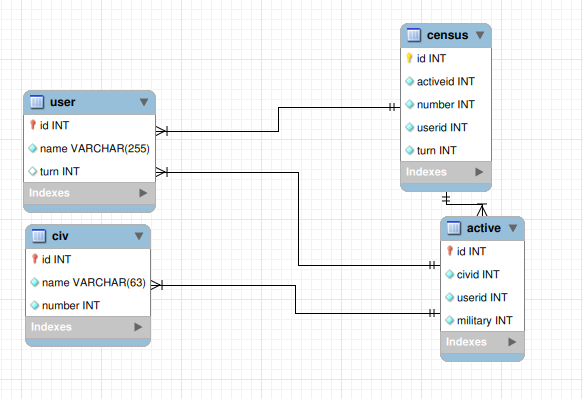 census
id INT
activeid INT
number INT
userid INT
turn INT
Indexes
user
id INT
name VARCHAR(255)
turn INT
Indexes
civ
id INT
name VARCHAR(63)
number INT
Indexes
active
id INT
civid INT
userid INT
military INT
Indexes